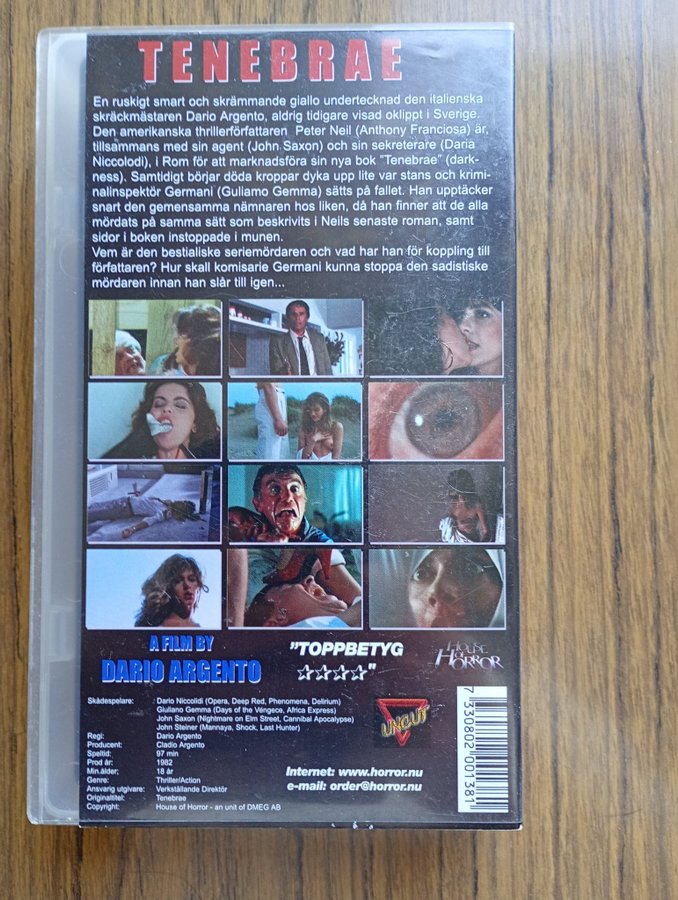 TENEBRAE
En ruskigt smart och skrämmande giallo undertecknad den italienska
skräckmästaren Dario Argento, aldrig tidigare visad oklippt i Sverige.
Den amerikanska thrillerförfattaren Peter Neil (Anthony Franciosa) är,
tillsammans med sin agent (John Saxon) och sin sekreterare (Daria
Niccolodi), i Rom för att marknadsföra sin nya bok "Tenebrae" (dark-
ness). Samtidigt börjar döda kroppar dyka upp lite var stans och krimi-
nalinspektör Germani (Guliamo Gemma) sätts på fallet. Han upptäcker
snart den gemensamma nämnaren hos liken, då han finner att de alla
mördats på samma sätt som beskrivits i Neils senaste roman, samt
sidor i boken instoppade i munen.
Vem är den bestialiske seriemördaren och vad har han för koppling till
författaren? Hur skall komisarie Germani kunna stoppa den sadistiske
mördaren innan han slår till igen...
A FILM BY
DARIO ARGENTO
"TOPPBETYG
☆☆☆☆"
HOUSE OF HORROR
Skådespelare: : Dario Niccolidi (Opera, Deep Red, Phenomena, Delirium)
Giuliano Gemma (Days of the Vengece, Africa Express)
John Saxon (Nightmare on Elm Street, Cannibal Apocalypse)
John Steiner (Mannaya, Shock, Last Hunter)
Regi: Dario Argento
Producent: Cladio Argento
Speltid: 97 min
Prod år: 1982
Min.ålder: 18 år
Genre: Thriller/Action
Ansvarig utgivare: Verkställande Direktör
Originaltitel: Tenebrae
Copyright: House of Horror - an unit of DMEG AB
UNCUT
Internet: www.horror.nu
e-mail: order@horror.nu
7 330802 001381